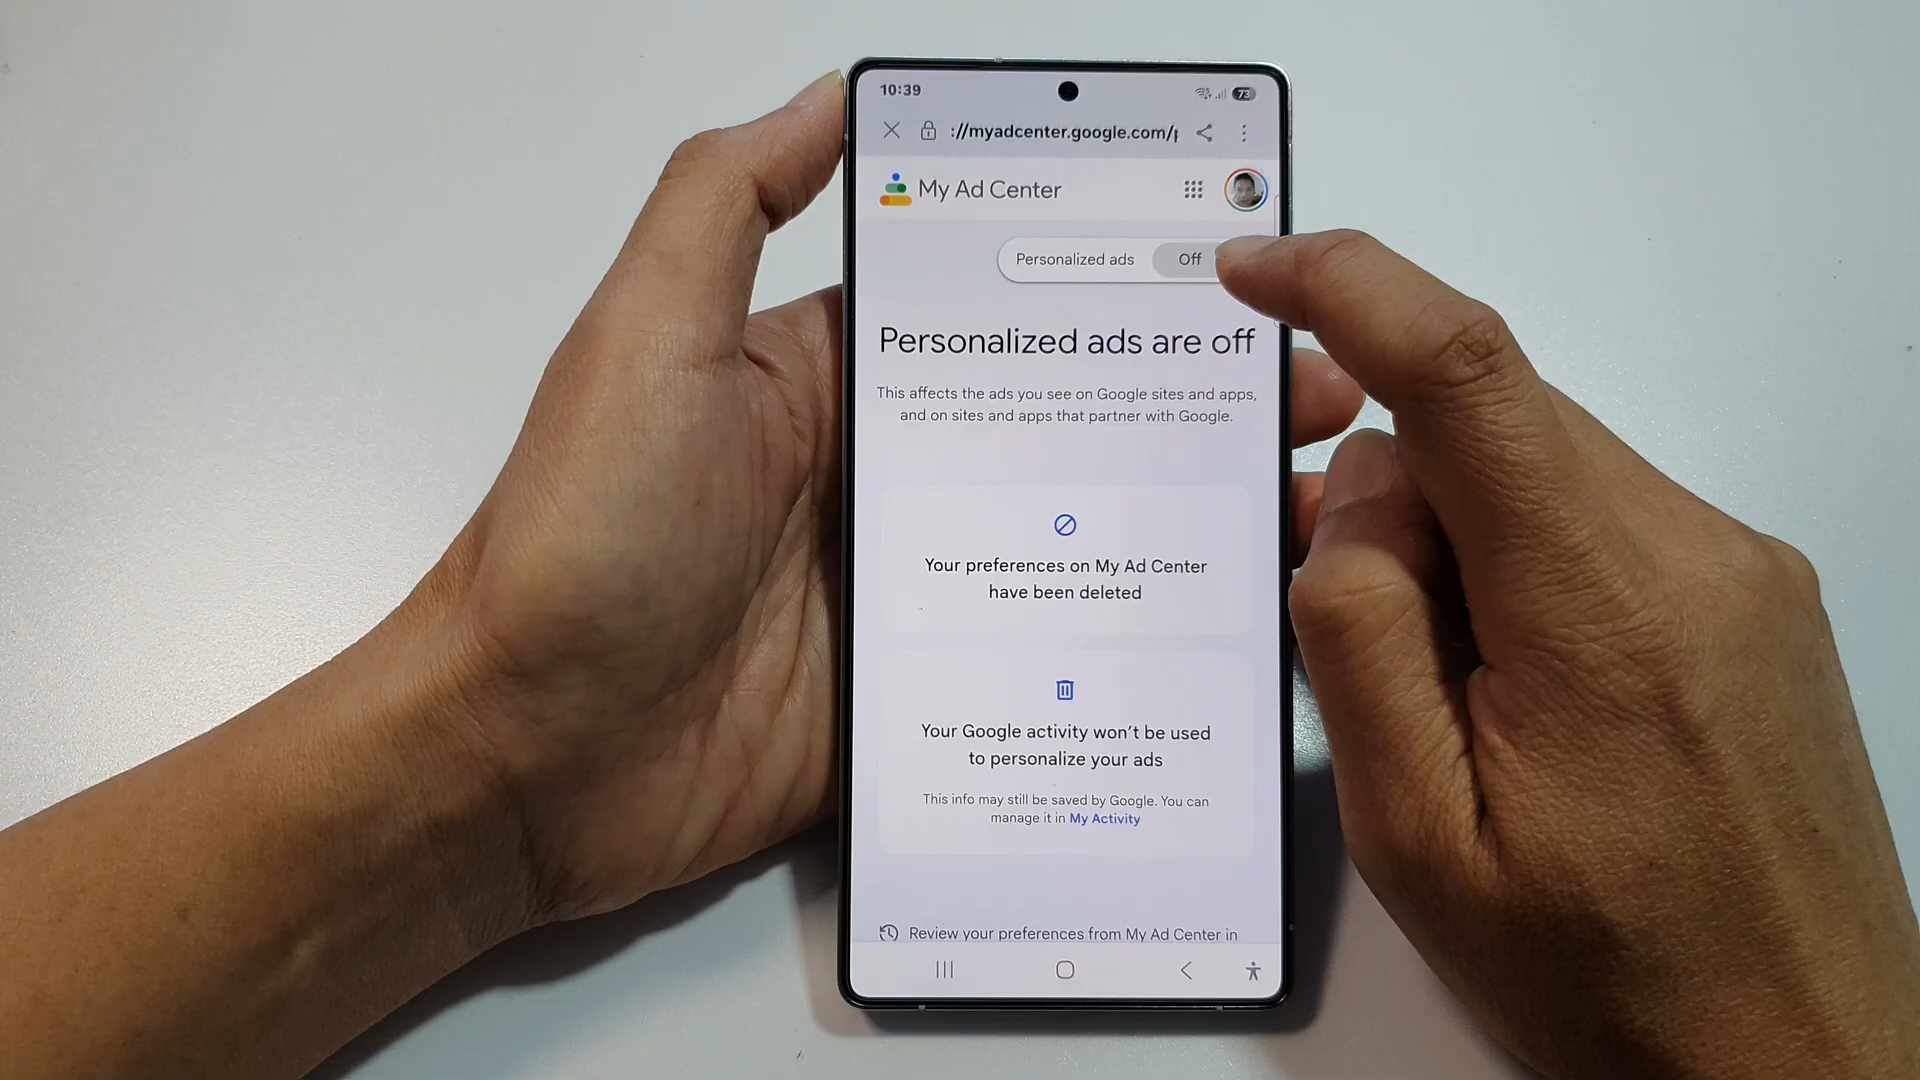 10:39
73
://myadcenter.google.com/
My Ad Center
Personalized ads Off
Personalized ads are off
This affects the ads you see on Google sites and apps,
and on sites and apps that partner with Google.
Your preferences on My Ad Center
have been deleted
Your Google activity won't be used
to personalize your ads
This info may still be saved by Google. You can
manage it in My Activity
Review your preferences from My Ad Center in